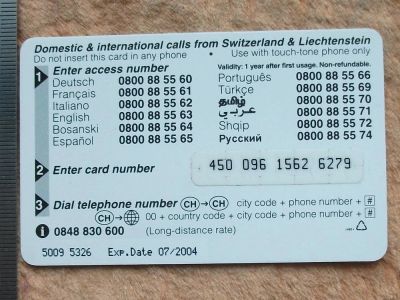 Domestic & international calls from Switzerland & Liechtenstein
Do not insert this card in any phone • Use with touch-tone phone only
1 Enter access number
Validity: 1 year after first usage. Non-refundable.
Deutsch 0800 88 55 60
Français 0800 88 55 61
Italiano 0800 88 55 62
English 0800 88 55 63
Bosanski 0800 88 55 64
Español 0800 88 55 65
Português 0800 88 55 66
Türkçe 0800 88 55 69
தமிழ் 0800 88 55 70
عربي 0800 88 55 71
Shqip 0800 88 55 72
Русский 0800 88 55 74
2 Enter card number
450 096 1562 6279
3 Dial telephone number CH → CH city code + phone number + #
CH → 00 + country code + city code + phone number + #
i 0848 830 600 (Long-distance rate)
5009 5326 Exp.Date 07/2004